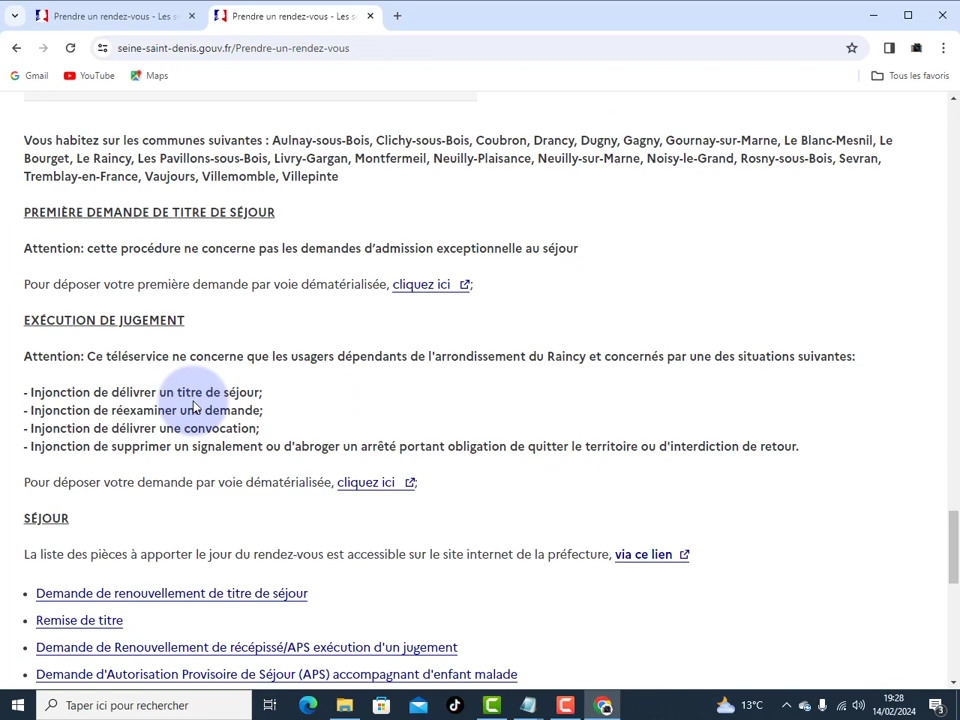 Prendre un rendez-vous - Les s
Prendre un rendez-vous - Les s
seine-saint-denis.gouv.fr/Prendre-un-rendez-vous
Gmail
YouTube
Maps
Tous les favoris
Vous habitez sur les communes suivantes : Aulnay-sous-Bois, Clichy-sous-Bois, Coubron, Drancy, Dugny, Gagny, Gournay-sur-Marne, Le Blanc-Mesnil, Le
Bourget, Le Raincy, Les Pavillons-sous-Bois, Livry-Gargan, Montfermeil, Neuilly-Plaisance, Neuilly-sur-Marne, Noisy-le-Grand, Rosny-sous-Bois, Sevran,
Tremblay-en-France, Vaujours, Villemomble, Villepinte
PREMIÈRE DEMANDE DE TITRE DE SÉJOUR
Attention: cette procédure ne concerne pas les demandes d’admission exceptionnelle au séjour
Pour déposer votre première demande par voie dématérialisée, cliquez ici ;
EXÉCUTION DE JUGEMENT
Attention: Ce téléservice ne concerne que les usagers dépendants de l'arrondissement du Raincy et concernés par une des situations suivantes:
- Injonction de délivrer un titre de séjour;
- Injonction de réexaminer une demande;
- Injonction de délivrer une convocation;
- Injonction de supprimer un signalement ou d'abroger un arrêté portant obligation de quitter le territoire ou d'interdiction de retour.
Pour déposer votre demande par voie dématérialisée, cliquez ici ;
SÉJOUR
La liste des pièces à apporter le jour du rendez-vous est accessible sur le site internet de la préfecture, via ce lien
• Demande de renouvellement de titre de séjour
• Remise de titre
• Demande de Renouvellement de récépissé/APS exécution d'un jugement
• Demande d'Autorisation Provisoire de Séjour (APS) accompagnant d'enfant malade
Taper ici pour rechercher
13°C
19:28
14/02/2024
3